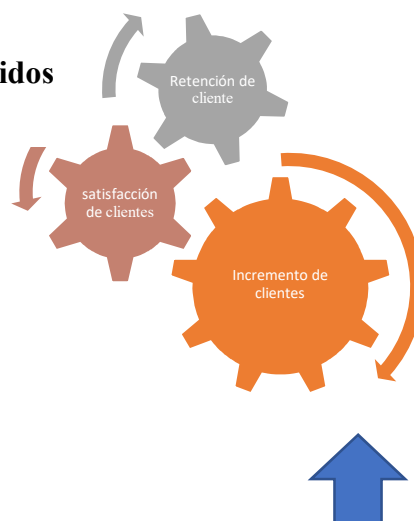 idos
Retención de
cliente
satisfacción
de clientes
Incremento de
clientes